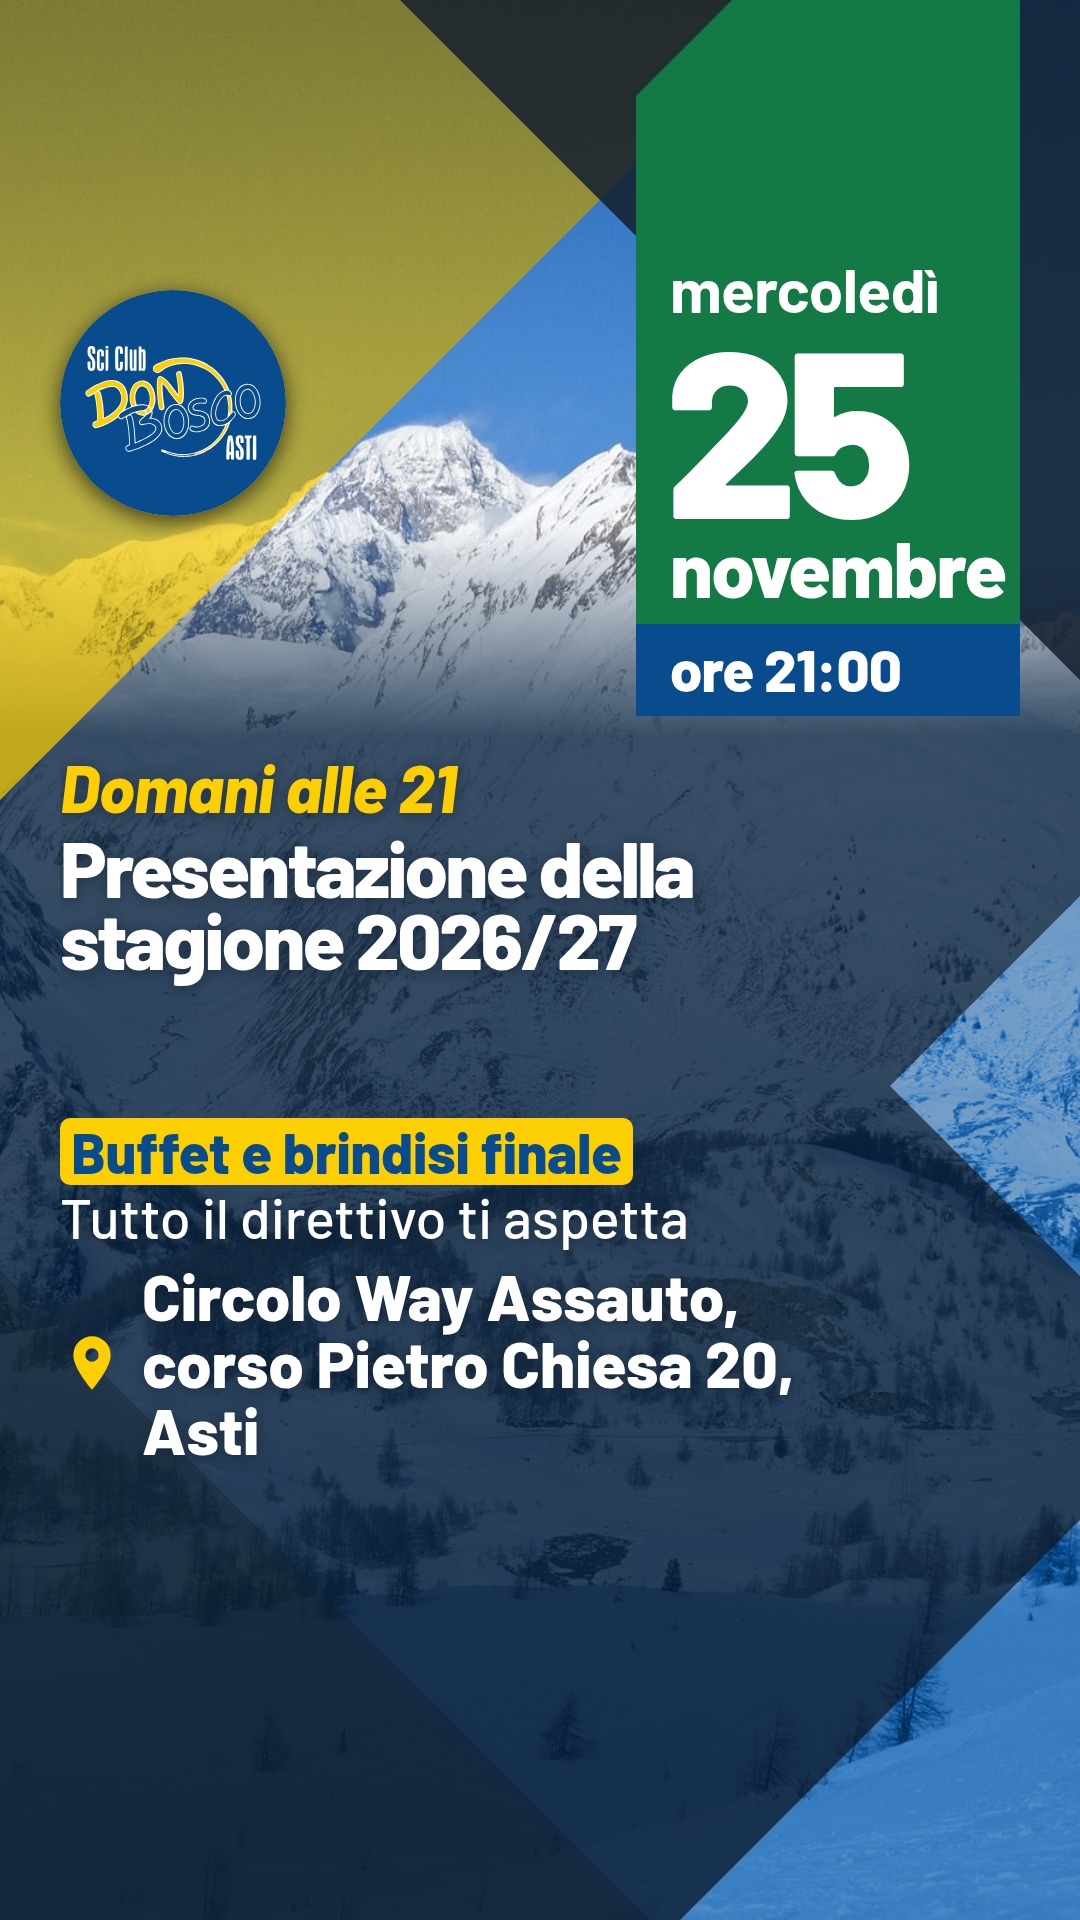 Sci Club
DON
BOSCO
ASTI
mercoledì
25
novembre
ore 21:00
Domani alle 21
Presentazione della
stagione 2026/27
Buffet e brindisi finale
Tutto il direttivo ti aspetta
Circolo Way Assauto,
corso Pietro Chiesa 20,
Asti